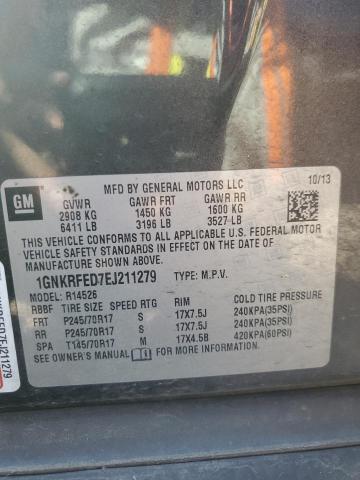 GM
MFD BY GENERAL MOTORS LLC
10/13
GVWR GAWR FRT GAWR RR
2908 KG 1450 KG 1600 KG
6411 LB 3196 LB 3527 LB
THIS VEHICLE CONFORMS TO ALL APPLICABLE U.S. FEDERAL MOTOR
VEHICLE SAFETY STANDARDS IN EFFECT ON THE DATE OF
MANUFACTURE SHOWN ABOVE.
1GNKRFED7EJ211279 TYPE: M.P.V.
MODEL: R14526
RBBF TIRE SIZE SPEED RTG RIM COLD TIRE PRESSURE
FRT P245/70R17 S 17X7.5J 240KPA(35PSI)
RR P245/70R17 S 17X7.5J 240KPA(35PSI)
SPA T145/70R17 M 17X4.5B 420KPA(60PSI)
SEE OWNER'S MANUAL FOR ADDITIONAL INFORMATION.